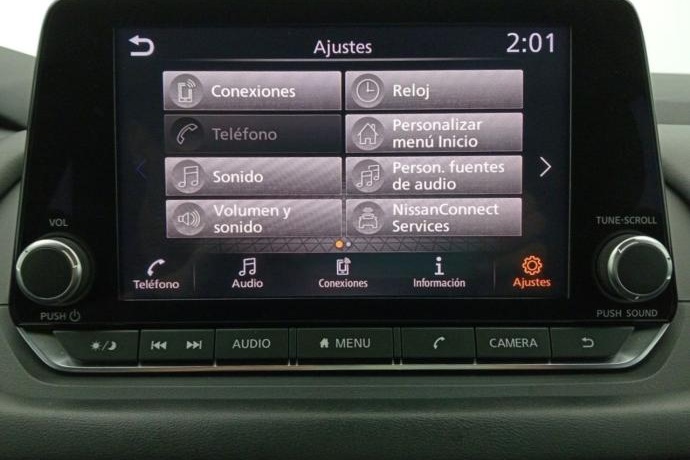 Ajustes
2:01
Conexiones
Reloj
Teléfono
Personalizar
menú Inicio
Sonido
Person. fuentes
de audio
Volumen y
sonido
NissanConnect
Services
Teléfono
Audio
Conexiones
Información
Ajustes
VOL
PUSH
TUNE·SCROLL
PUSH SOUND
AUDIO
MENU
CAMERA